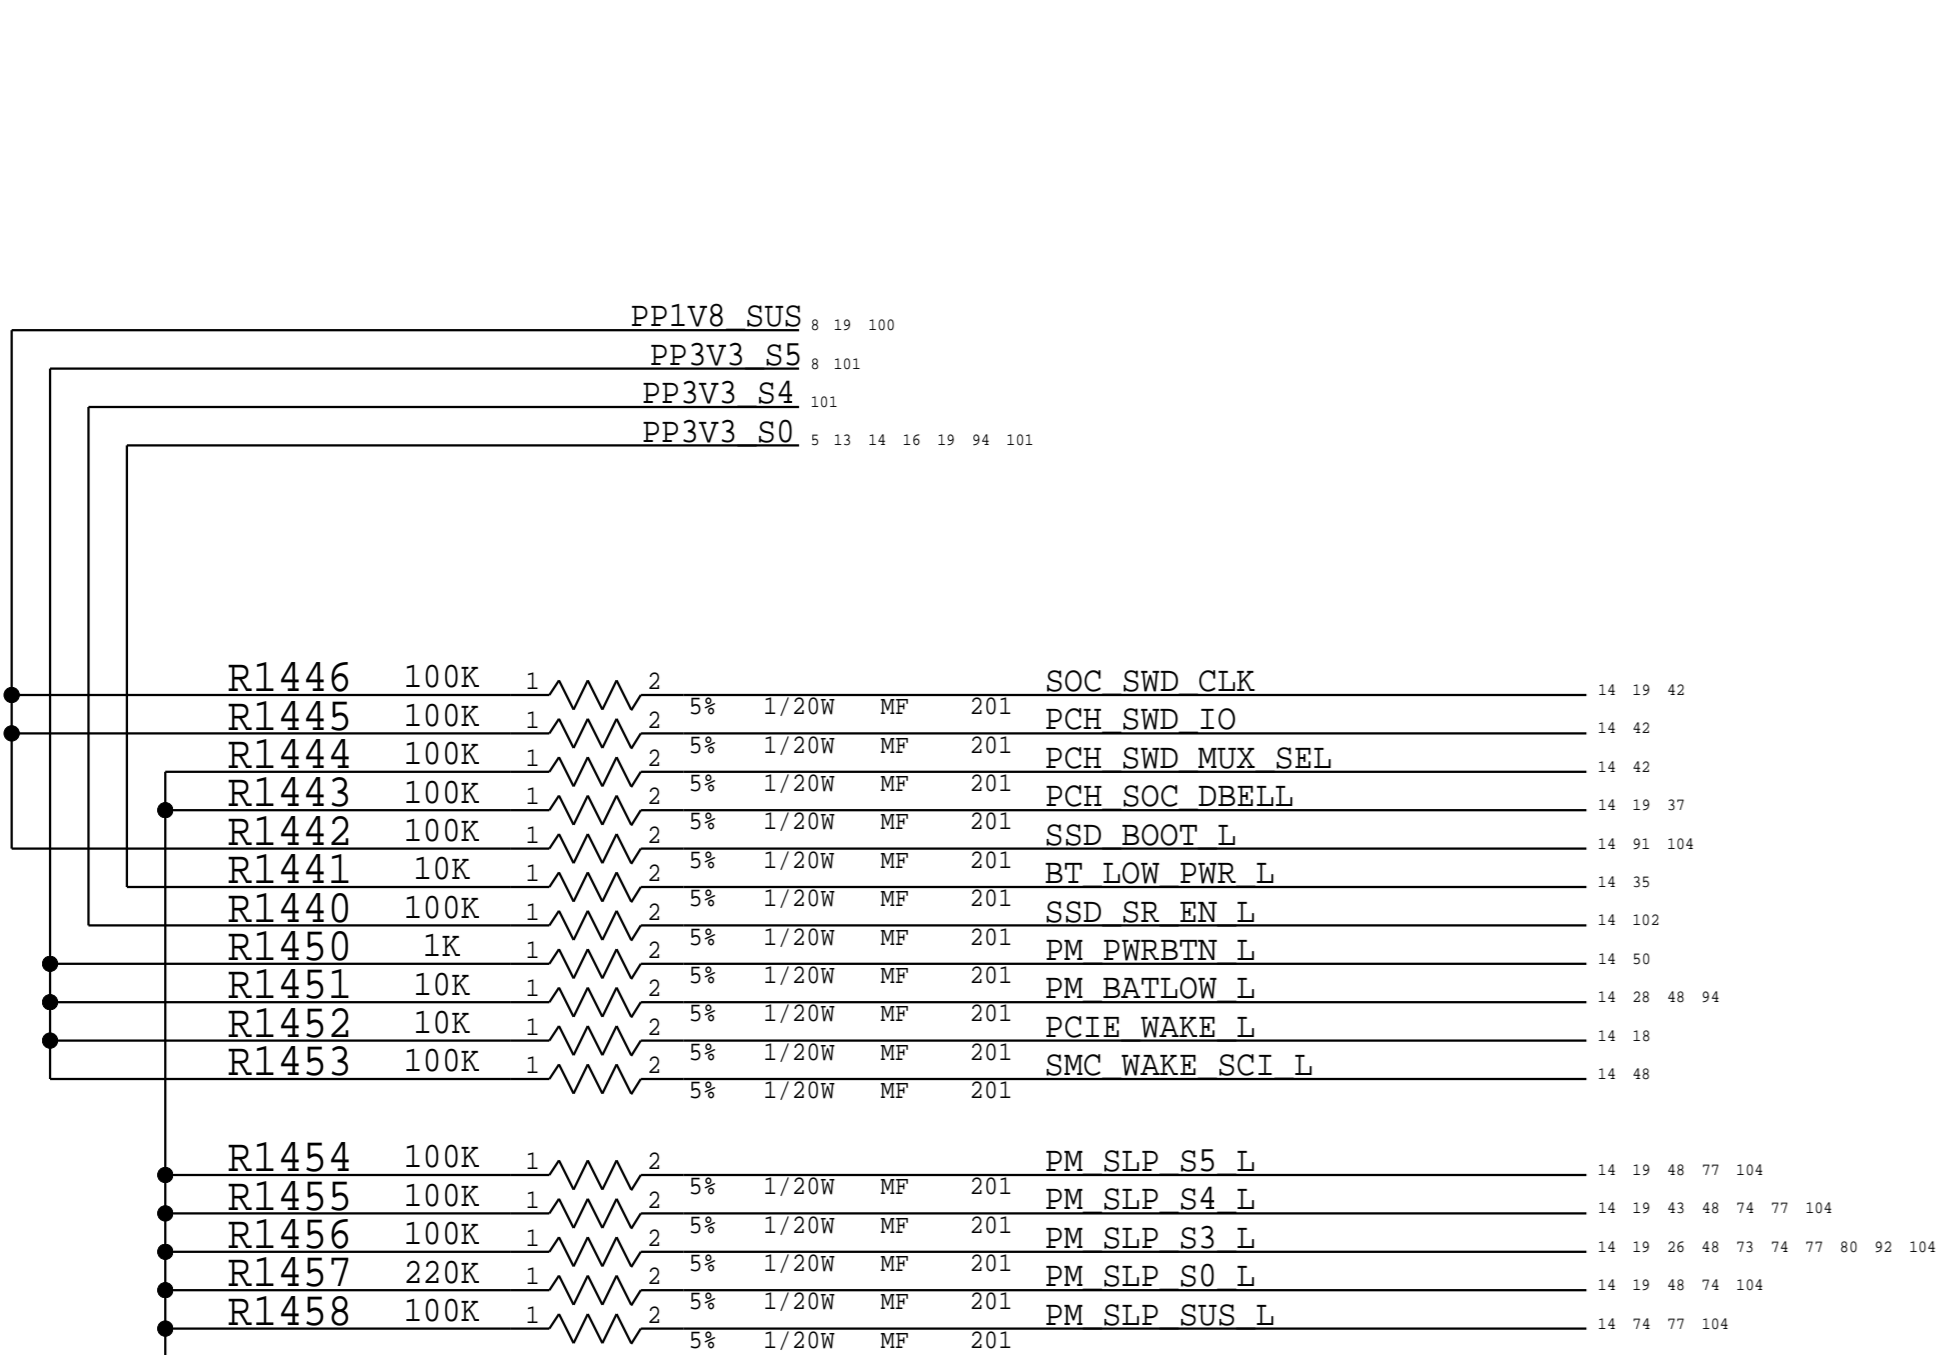 PP1V8_SUS 8 19 100
PP3V3_S5 8 101
PP3V3_S4 101
PP3V3_S0 5 13 14 16 19 94 101
R1446 100K 1 2 SOC_SWD_CLK 14 19 42
5% 1/20W MF 201
R1445 100K 1 2 PCH_SWD_IO 14 42
5% 1/20W MF 201
R1444 100K 1 2 PCH_SWD_MUX_SEL 14 42
5% 1/20W MF 201
R1443 100K 1 2 PCH_SOC_DBELL 14 19 37
5% 1/20W MF 201
R1442 100K 1 2 SSD_BOOT_L 14 91 104
5% 1/20W MF 201
R1441 10K 1 2 BT_LOW_PWR_L 14 35
5% 1/20W MF 201
R1440 100K 1 2 SSD_SR_EN_L 14 102
5% 1/20W MF 201
R1450 1K 1 2 PM_PWRBTN_L 14 50
5% 1/20W MF 201
R1451 10K 1 2 PM_BATLOW_L 14 28 48 94
5% 1/20W MF 201
R1452 10K 1 2 PCIE_WAKE_L 14 18
5% 1/20W MF 201
R1453 100K 1 2 SMC_WAKE_SCI_L 14 48
5% 1/20W MF 201
R1454 100K 1 2 PM_SLP_S5_L 14 19 48 77 104
5% 1/20W MF 201
R1455 100K 1 2 PM_SLP_S4_L 14 19 43 48 74 77 104
5% 1/20W MF 201
R1456 100K 1 2 PM_SLP_S3_L 14 19 26 48 73 74 77 80 92 104
5% 1/20W MF 201
R1457 220K 1 2 PM_SLP_S0_L 14 19 48 74 104
5% 1/20W MF 201
R1458 100K 1 2 PM_SLP_SUS_L 14 74 77 104
5% 1/20W MF 201